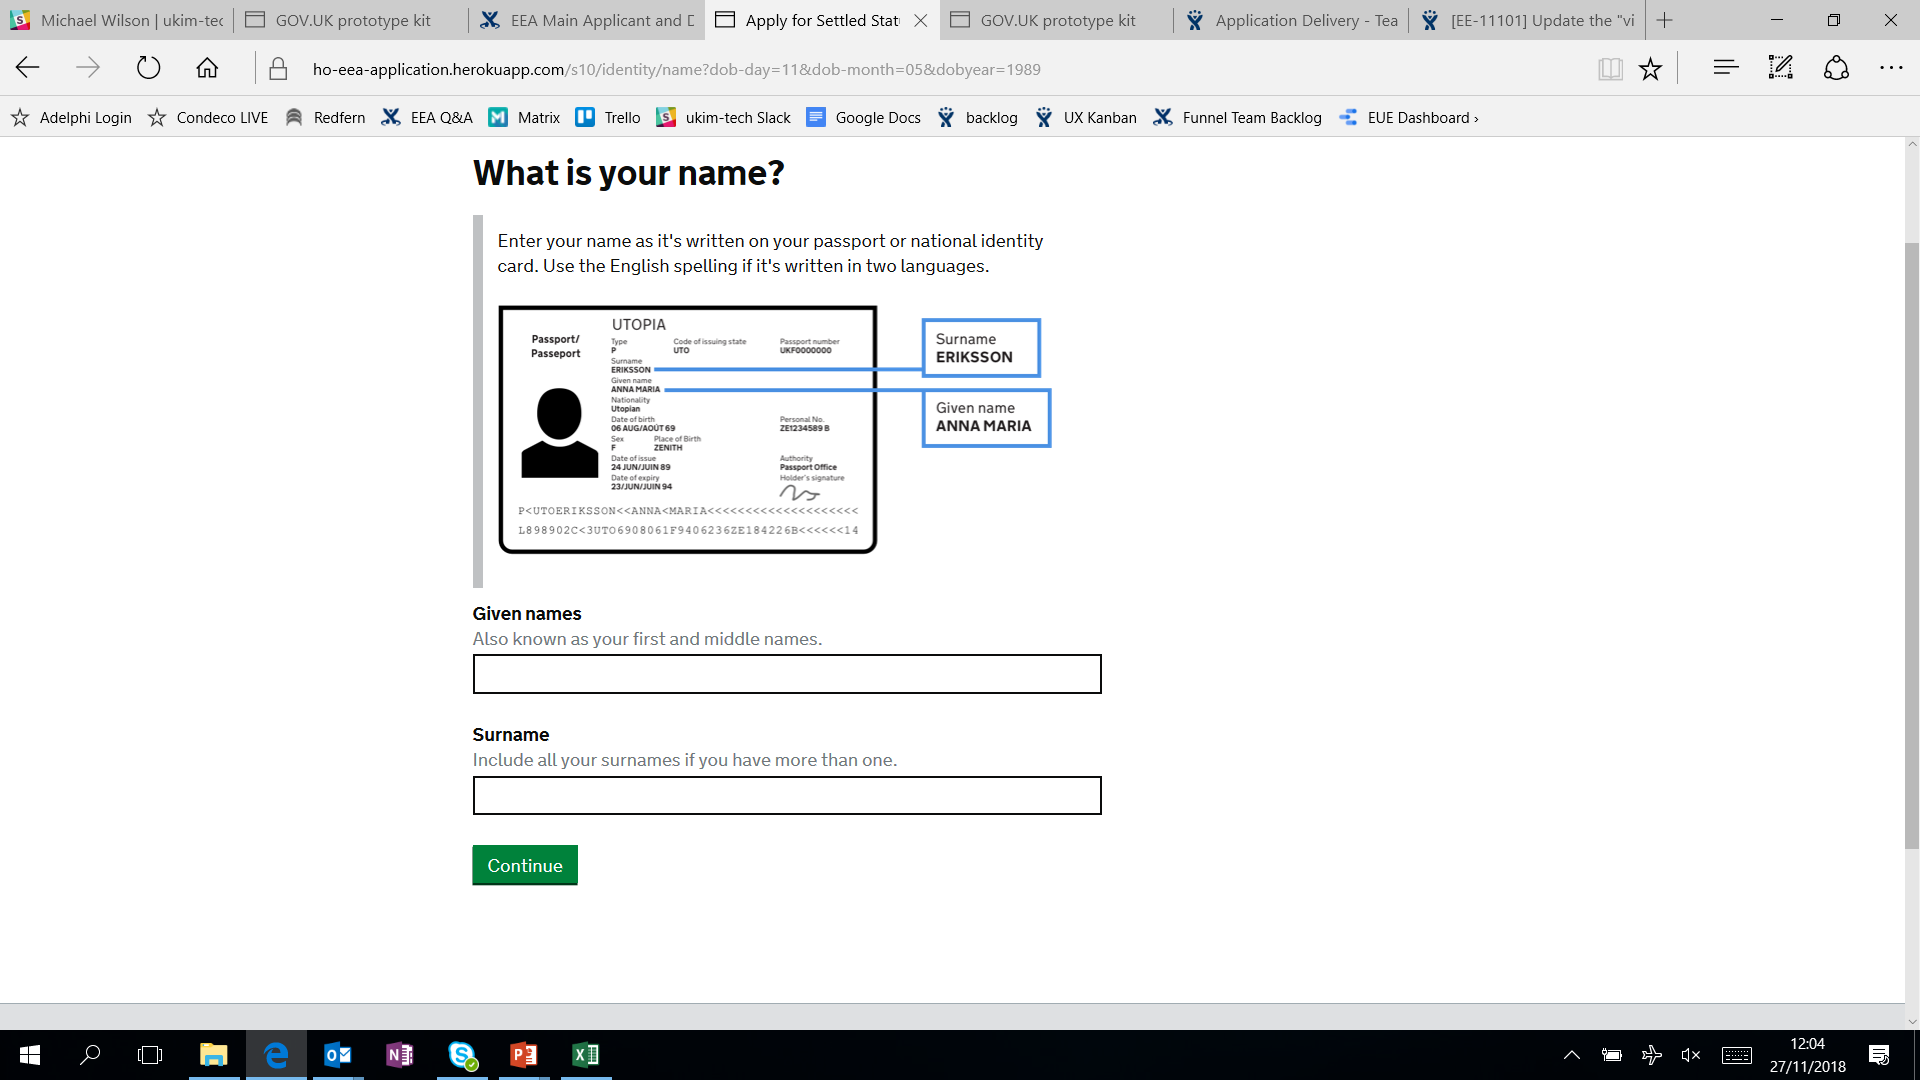 Michael Wilson | ukim-tec
GOV.UK prototype kit
EEA Main Applicant and D
Apply for Settled Stat
GOV.UK prototype kit
Application Delivery - Tea
[EE-11101] Update the "vi
ho-eea-application.herokuapp.com/s10/identity/name?dob-day=11&dob-month=05&dobyear=1989
Adelphi Login
Condeco LIVE
Redfern
EEA Q&A
Matrix
Trello
ukim-tech Slack
Google Docs
backlog
UX Kanban
Funnel Team Backlog
EUE Dashboard ›
What is your name?
Enter your name as it's written on your passport or national identity
card. Use the English spelling if it's written in two languages.
Passport/
Passeport
UTOPIA
Type
P
Code of issuing state
UTO
Passport number
UKF0000000
Surname
ERIKSSON
Given name
ANNA MARIA
Nationality
Utopian
Date of birth
06 AUG/AOÛT 69
Personal No.
ZE1234589 B
Sex
F
Place of Birth
ZENITH
Date of issue
24 JUN/JUIN 89
Authority
Passport Office
Date of expiry
23/JUN/JUIN 94
Holder's signature
P<UTOERIKSSON<<ANNA<MARIA<<<<<<<<<<<<<<<<<<<<<
L898902C<3UTO6908061F9406236ZE184226B<<<<<<14
Surname
ERIKSSON
Given name
ANNA MARIA
Given names
Also known as your first and middle names.
Surname
Include all your surnames if you have more than one.
Continue
12:04
27/11/2018